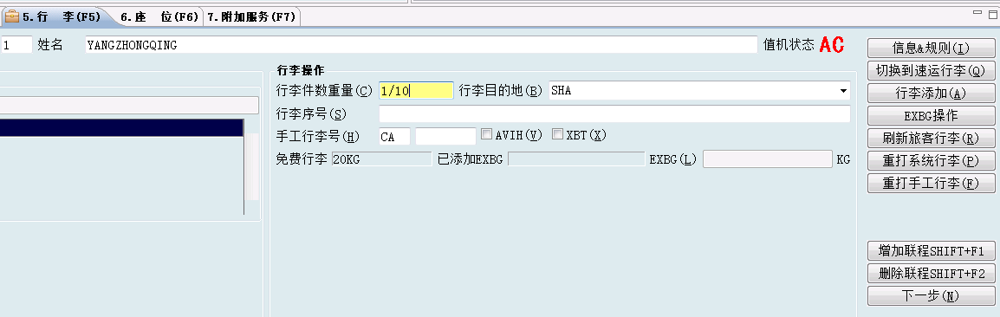 5.行 李(F5) 6.座 位(F6) 7.附加服务(F7)
1 姓名 YANGZHONGQING 值机状态 AC
行李操作
行李件数重量(C) 1/10 行李目的地(B) SHA
行李序号(S)
手工行李号(H) CA AVIH(V) XBT(X)
免费行李 20KG 已添加EXBG EXBG(L) KG
信息&规则(I)
切换到速运行李(Q)
行李添加(A)
EXBG操作
刷新旅客行李(R)
重打系统行李(P)
重打手工行李(F)
增加联程SHIFT+F1
删除联程SHIFT+F2
下一步(N)